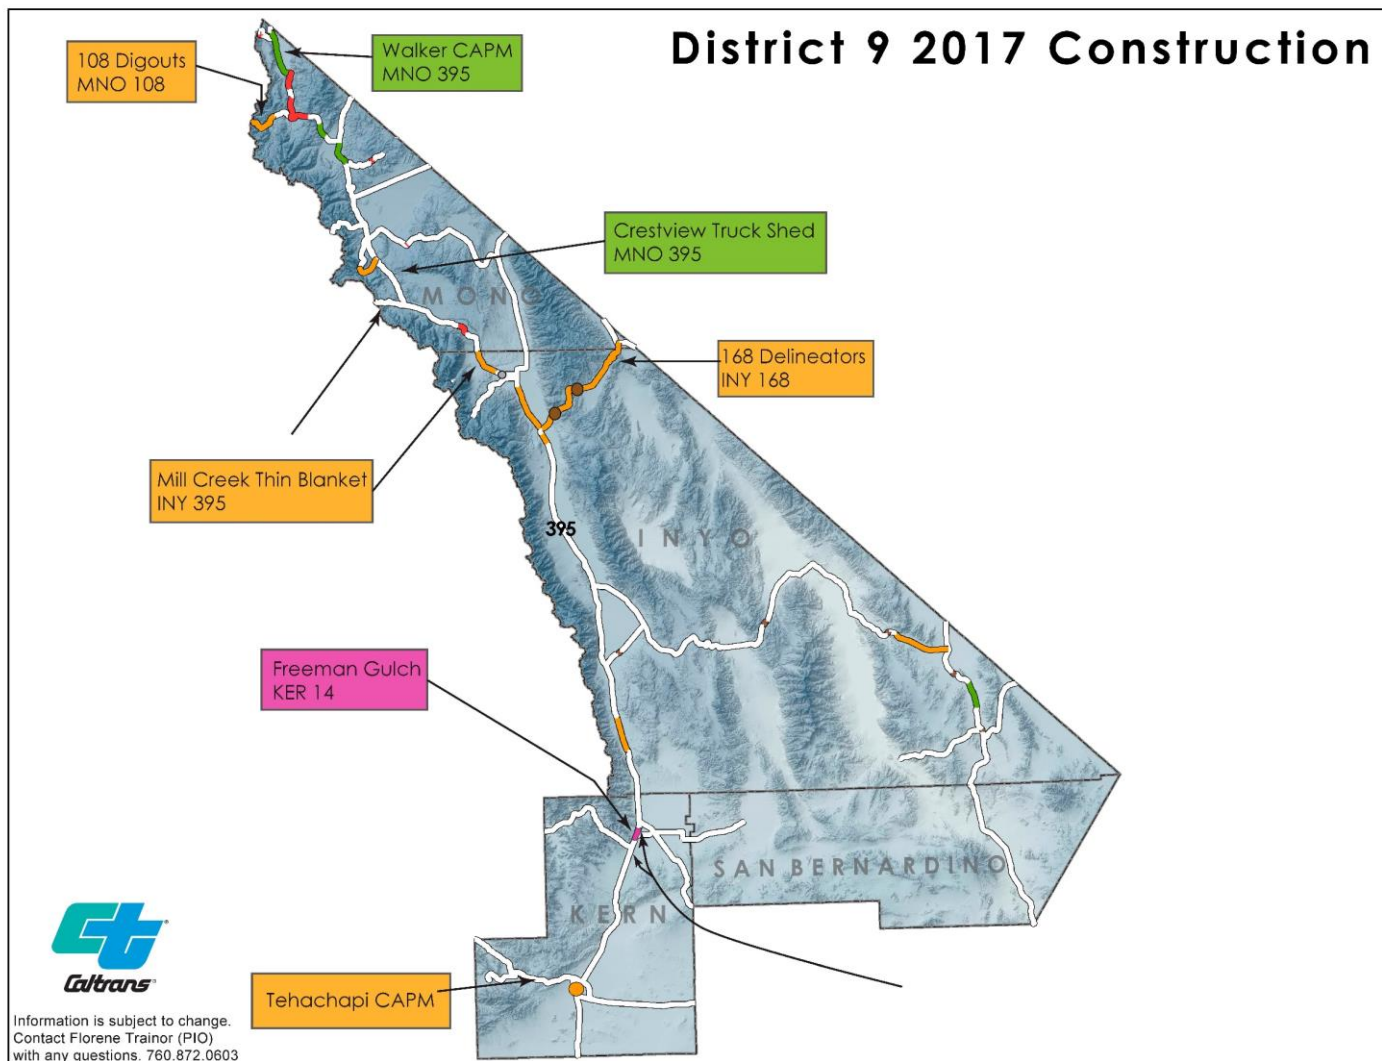 District 9 2017 Construction
108 Digouts
MNO 108
Walker CAPM
MNO 395
Crestview Truck Shed
MNO 395
MONO
168 Delineators
INY 168
Mill Creek Thin Blanket
INY 395
395
INYO
Freeman Gulch
KER 14
SAN BERNARDINO
KERN
Tehachapi CAPM
ct
Caltrans
Information is subject to change.
Contact Florene Trainor (PIO)
with any questions. 760.872.0603